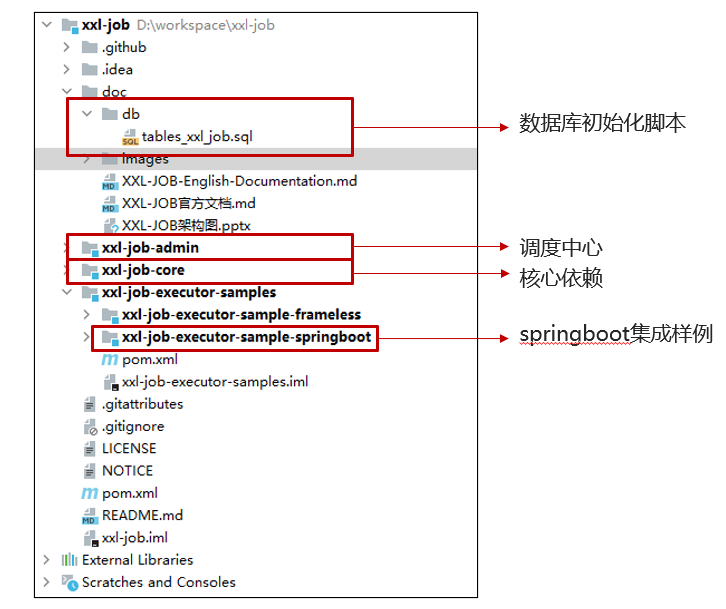 xxl-job D:\workspace\xxl-job
.github
.idea
doc
db
数据库初始化脚本
SQL tables_xxl_job.sql
images
MD XXL-JOB-English-Documentation.md
MD XXL-JOB官方文档.md
XXL-JOB架构图.pptx
xxl-job-admin
调度中心
xxl-job-core
核心依赖
xxl-job-executor-samples
xxl-job-executor-sample-frameless
xxl-job-executor-sample-springboot
springboot集成样例
m pom.xml
xxl-job-executor-samples.iml
.gitattributes
.gitignore
LICENSE
NOTICE
m pom.xml
MD README.md
xxl-job.iml
External Libraries
Scratches and Consoles